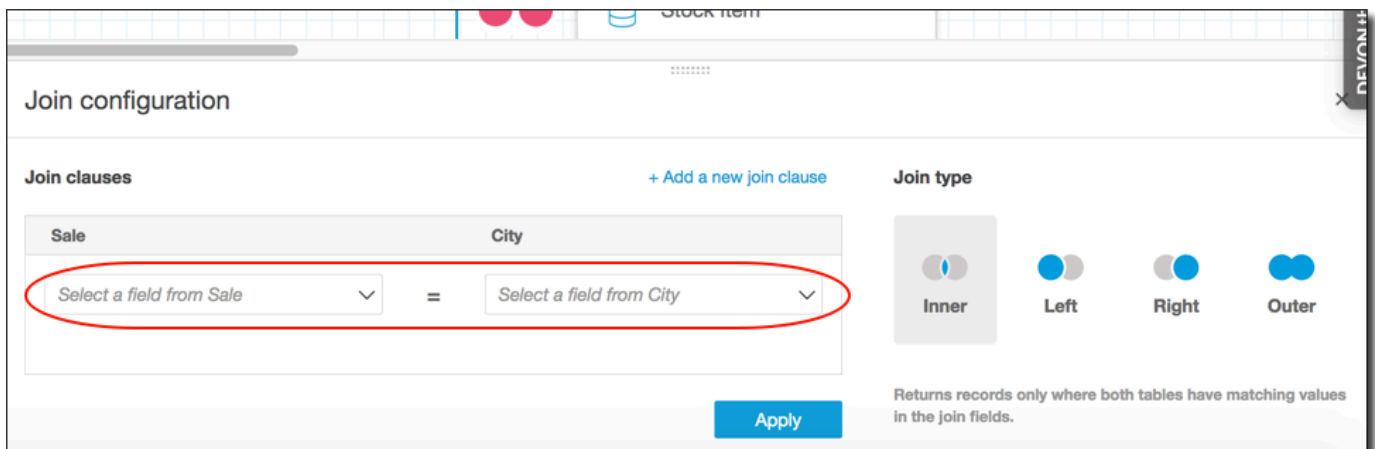 Stock Item
DEVONth
Join configuration
×
Join clauses
+ Add a new join clause
Join type
Sale
City
Select a field from Sale
=
Select a field from City
Inner
Left
Right
Outer
Returns records only where both tables have matching values
in the join fields.
Apply